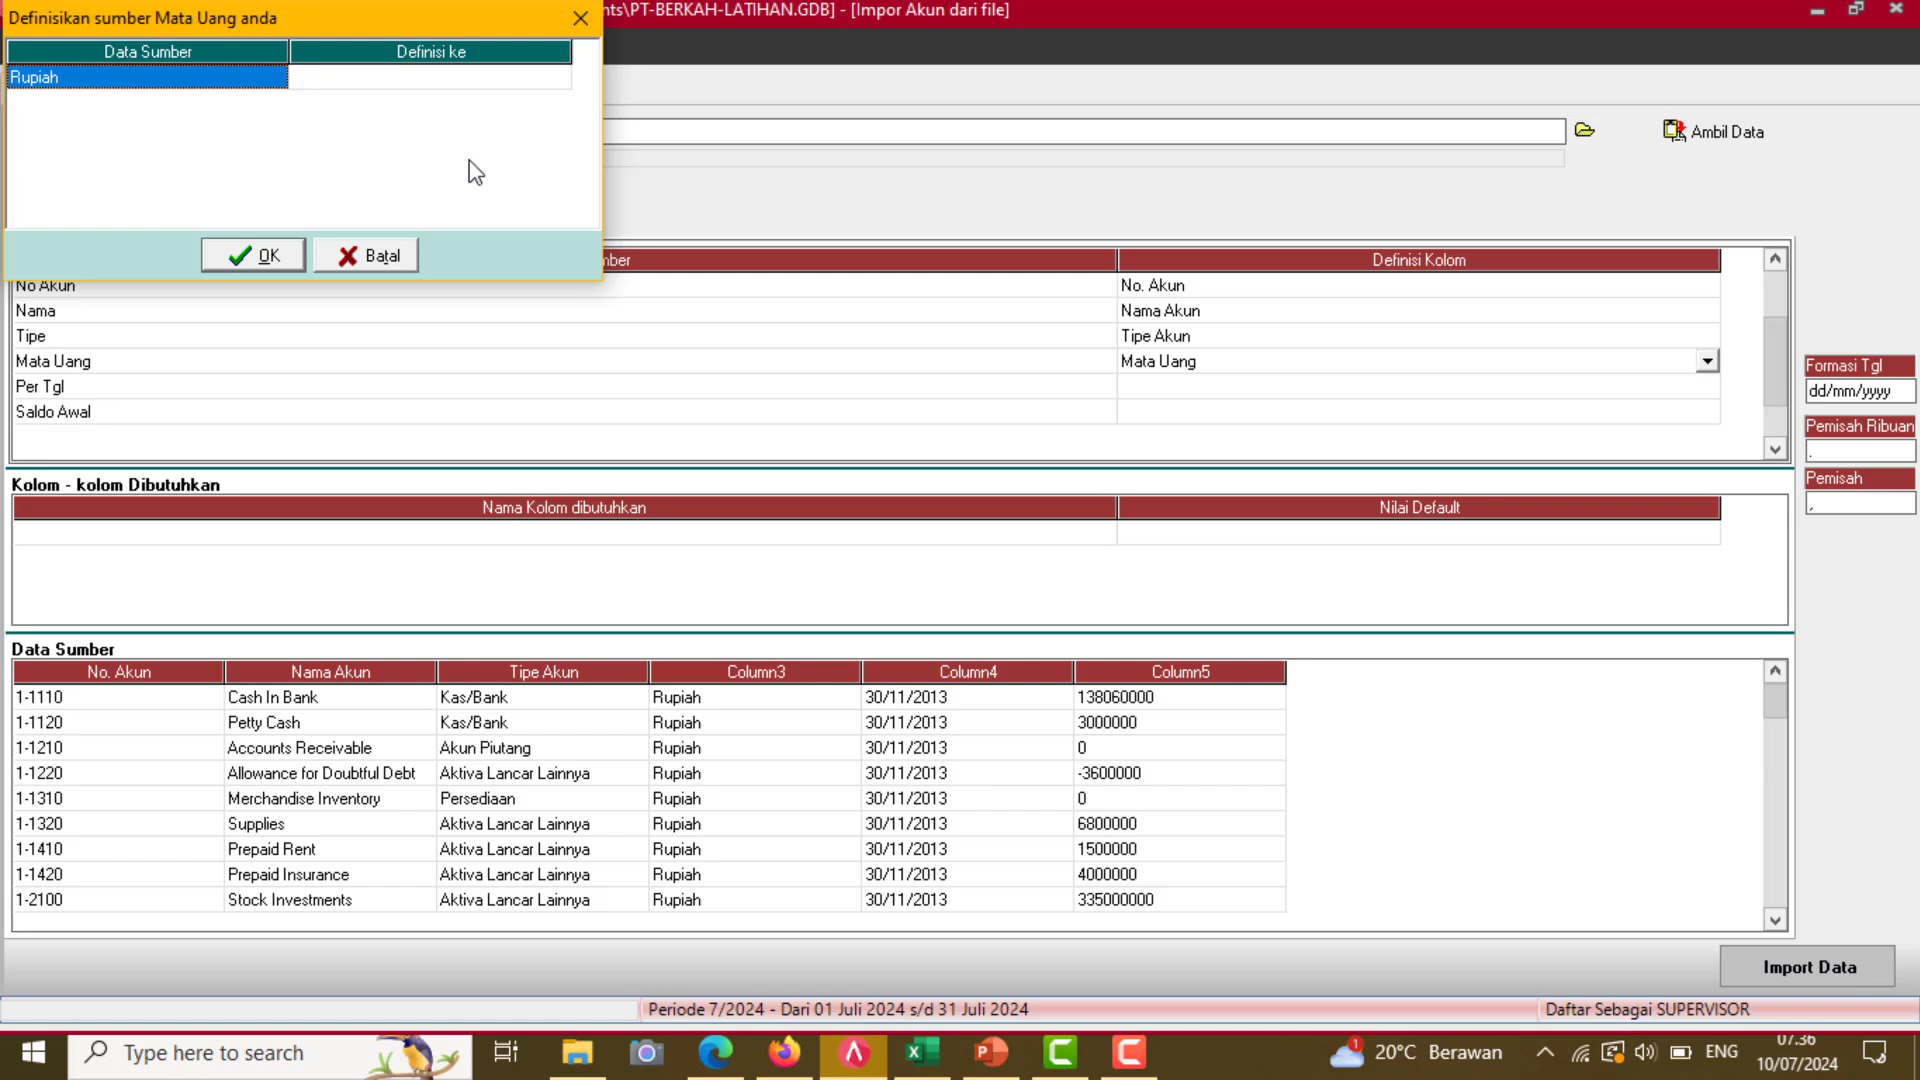 Definisikan sumber Mata Uang anda
nts\PT-BERKAH-LATIHAN.GDB] - [Impor Akun dari file]
Data Sumber Definisi ke
Rupiah
Ambil Data
OK Batal
mber Definisi Kolom
No Akun No. Akun
Nama Nama Akun
Tipe Tipe Akun
Mata Uang Mata Uang
Per Tgl
Saldo Awal
Formasi Tgl
dd/mm/yyyy
Pemisah Ribuan
.
Pemisah
,
Kolom - kolom Dibutuhkan
Nama Kolom dibutuhkan Nilai Default
Data Sumber
No. Akun Nama Akun Tipe Akun Column3 Column4 Column5
1-1110 Cash In Bank Kas/Bank Rupiah 30/11/2013 138060000
1-1120 Petty Cash Kas/Bank Rupiah 30/11/2013 3000000
1-1210 Accounts Receivable Akun Piutang Rupiah 30/11/2013 0
1-1220 Allowance for Doubtful Debt Aktiva Lancar Lainnya Rupiah 30/11/2013 -3600000
1-1310 Merchandise Inventory Persediaan Rupiah 30/11/2013 0
1-1320 Supplies Aktiva Lancar Lainnya Rupiah 30/11/2013 6800000
1-1410 Prepaid Rent Aktiva Lancar Lainnya Rupiah 30/11/2013 1500000
1-1420 Prepaid Insurance Aktiva Lancar Lainnya Rupiah 30/11/2013 4000000
1-2100 Stock Investments Aktiva Lancar Lainnya Rupiah 30/11/2013 335000000
Import Data
Periode 7/2024 - Dari 01 Juli 2024 s/d 31 Juli 2024
Daftar Sebagai SUPERVISOR
Type here to search
1
20°C Berawan
ENG
07.36
10/07/2024